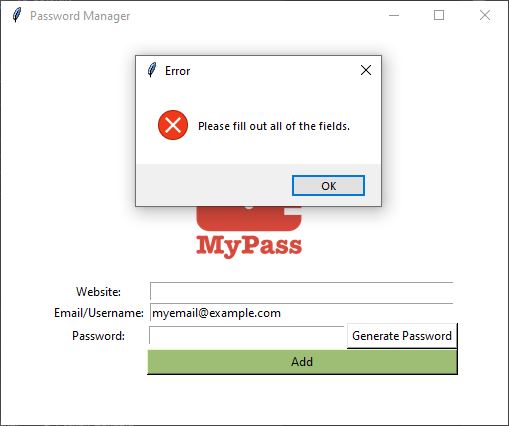 Password Manager
Error
Please fill out all of the fields.
OK
MyPass
Website:
Email/Username: myemail@example.com
Password: Generate Password
Add